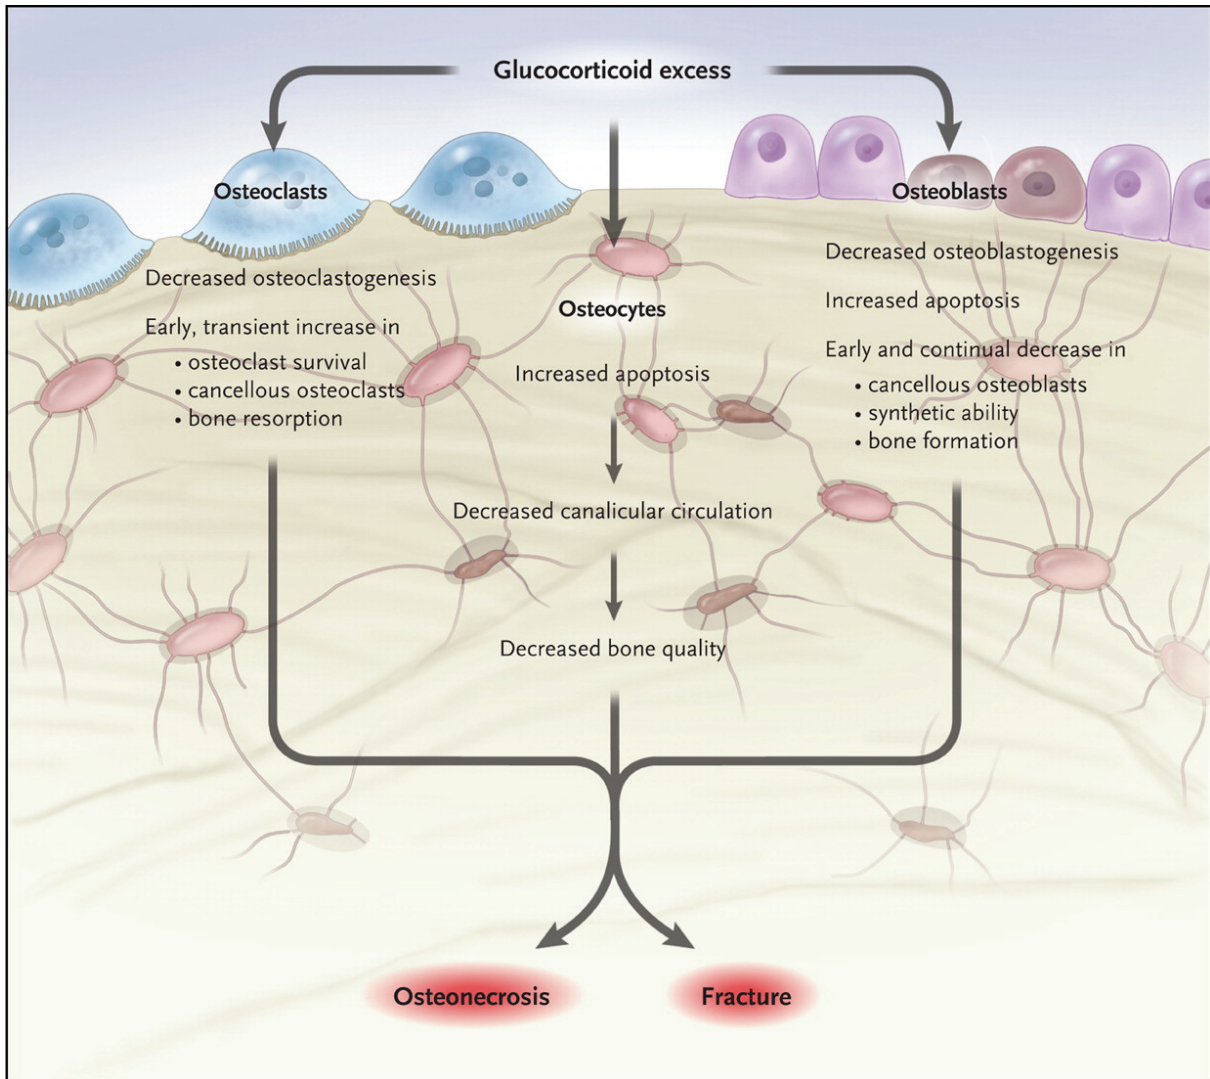 Glucocorticoid excess
Osteoclasts
Decreased osteoclastogenesis
Early, transient increase in
• osteoclast survival
• cancellous osteoclasts
• bone resorption
Osteocytes
Increased apoptosis
Decreased canalicular circulation
Decreased bone quality
Osteoblasts
Decreased osteoblastogenesis
Increased apoptosis
Early and continual decrease in
• cancellous osteoblasts
• synthetic ability
• bone formation
Osteonecrosis
Fracture